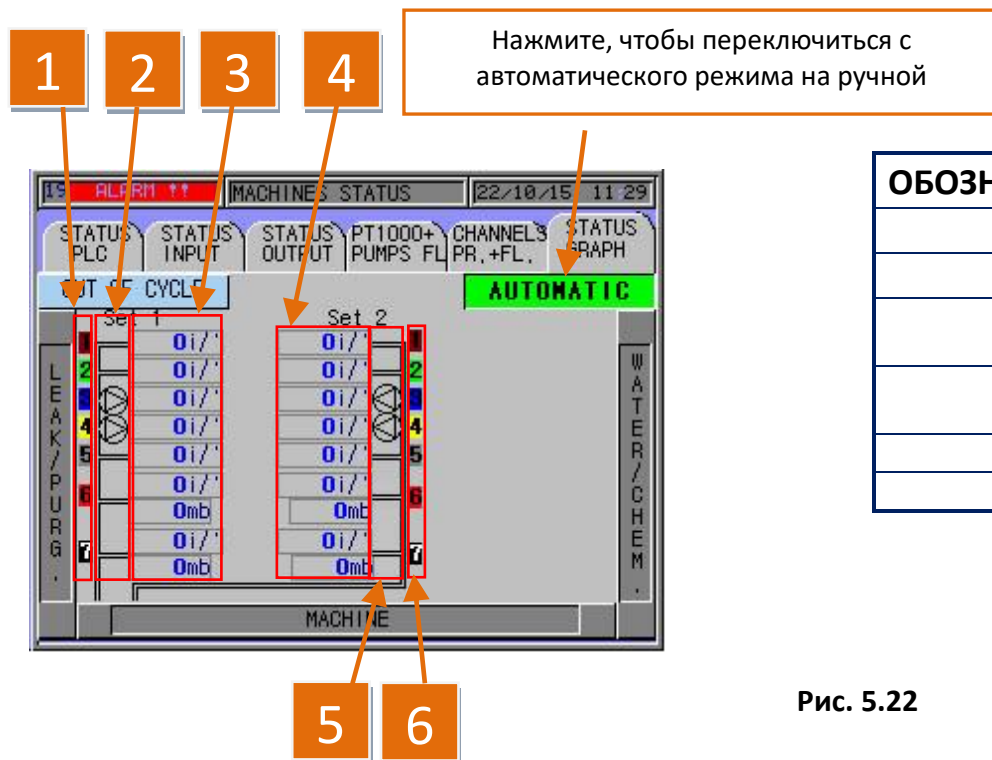 1 2 3 4
Нажмите, чтобы переключиться с
автоматического режима на ручной
ОБОЗН
19 ALARM !! MACHINES STATUS 22/10/15 11:29
STATUS PLC
STATUS INPUT
STATUS OUTPUT
PT1000+ PUMPS FL
CHANNELS PR.+FL.
STATUS GRAPH
OUT OF CYCLE AUTOMATIC
Set 1 Set 2
1 0i/' 0i/' 1
2 0i/' 0i/' 2
3 0i/' 0i/' 3
4 0i/' 0i/' 4
5 0i/' 0i/' 5
6 0i/' 0i/' 6
0mb 0mb
7 0i/' 0i/' 7
0mb 0mb
LEAK/PURG.
WATER/CHEM.
MACHINE
5 6
Рис. 5.22